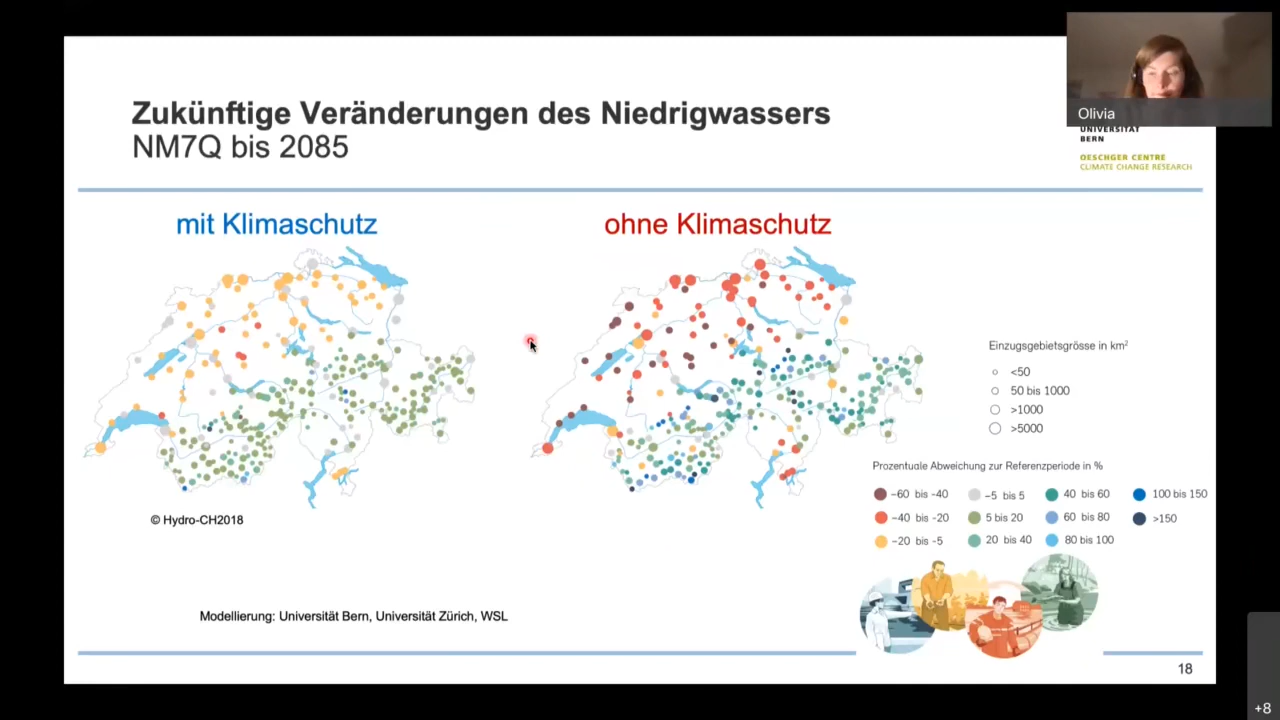 Olivia
Zukünftige Veränderungen des Niedrigwassers
NM7Q bis 2085
UNIVERSITÄT
BERN
OESCHGER CENTRE
CLIMATE CHANGE RESEARCH
mit Klimaschutz
ohne Klimaschutz
Einzugsgebietsgrösse in km²
<50
50 bis 1000
>1000
>5000
Prozentuale Abweichung zur Referenzperiode in %
−60 bis -40
−5 bis 5
40 bis 60
100 bis 150
−40 bis -20
5 bis 20
60 bis 80
>150
−20 bis -5
20 bis 40
80 bis 100
© Hydro-CH2018
Modellierung: Universität Bern, Universität Zürich, WSL
18
+8